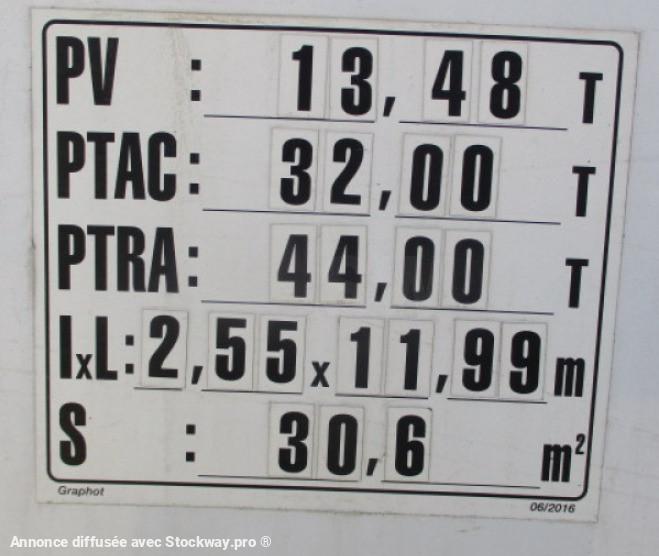 PV : 13,48 T
PTAC : 32,00 T
PTRA : 44,00 T
lxL : 2,55 x 11,99 m
S : 30,6 m²
Graphot 06/2016
Annonce diffusée avec Stockway.pro ®